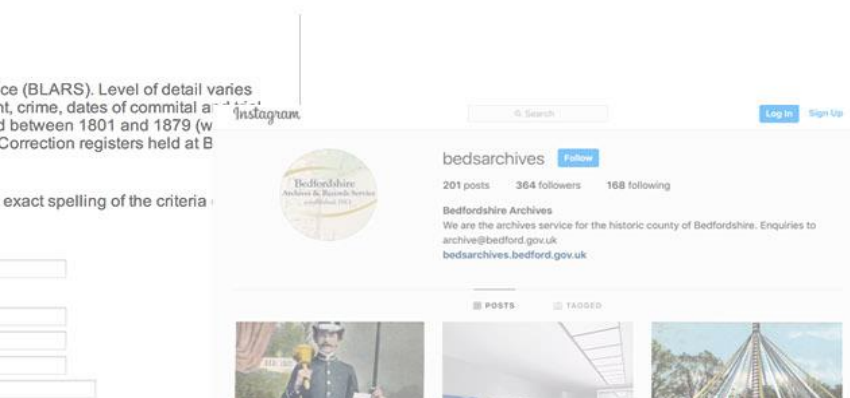 ce (BLARS). Level of detail varies
nt, crime, dates of commital and trial
d between 1801 and 1879 (w
Correction registers held at B
exact spelling of the criteria
Instagram
Search
Log In Sign Up
Bedfordshire
Archives & Records Service
established 1913
bedsarchives Follow
201 posts 364 followers 168 following
Bedfordshire Archives
We are the archives service for the historic county of Bedfordshire. Enquiries to
archive@bedford.gov.uk
bedsarchives.bedford.gov.uk
POSTS TAGGED